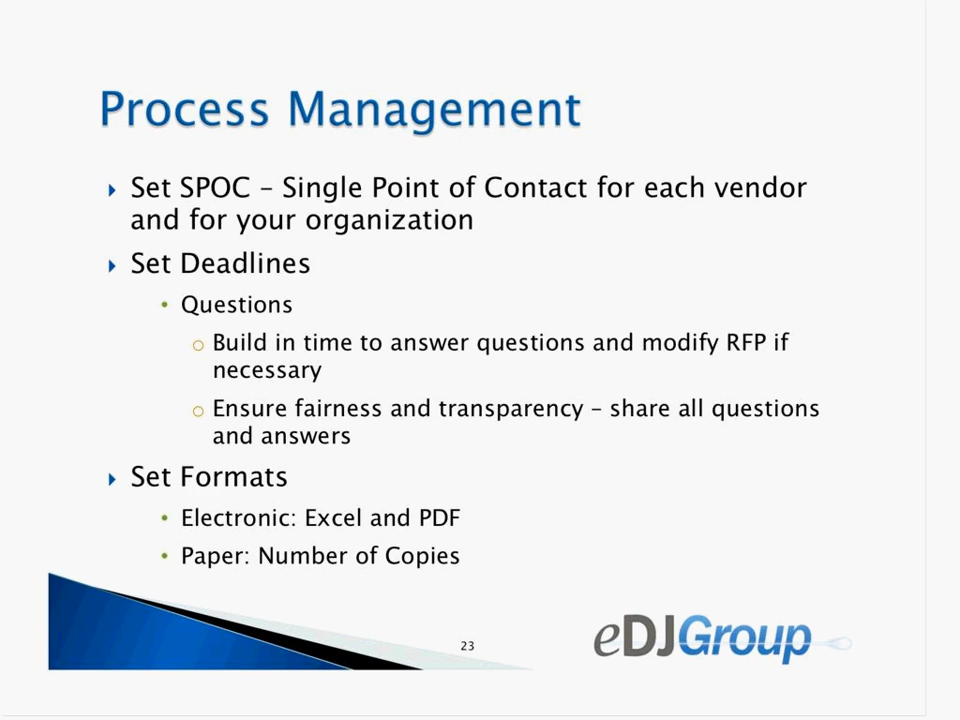 Process Management
Set SPOC – Single Point of Contact for each vendor
and for your organization
Set Deadlines
Questions
Build in time to answer questions and modify RFP if
necessary
Ensure fairness and transparency – share all questions
and answers
Set Formats
Electronic: Excel and PDF
Paper: Number of Copies
23
eDJGroup